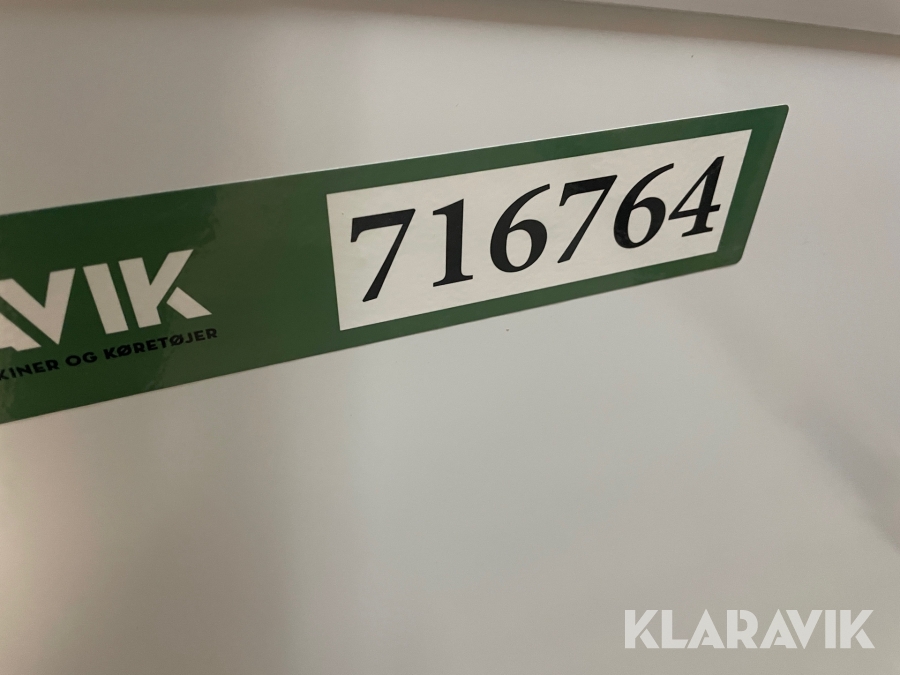 716764
AVIK
KINER OG KØRETØJER
KLARAVIK